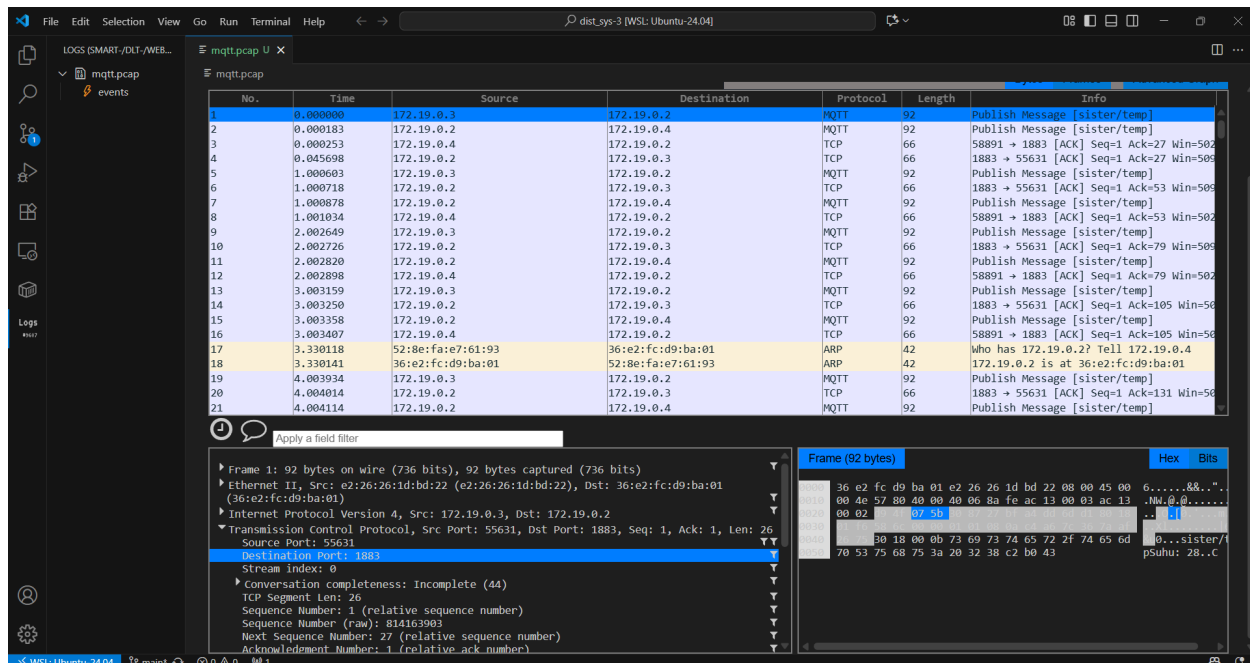 File Edit Selection View Go Run Terminal Help
dist_sys-3 [WSL: Ubuntu-24.04]
LOGS (SMART-/DLT-/WEB...
mqtt.pcap
events
Logs
mqtt.pcap U
mqtt.pcap
No. Time Source Destination Protocol Length Info
1 0.000000 172.19.0.3 172.19.0.2 MQTT 92 Publish Message [sister/temp]
2 0.000183 172.19.0.2 172.19.0.4 MQTT 92 Publish Message [sister/temp]
3 0.000253 172.19.0.4 172.19.0.2 TCP 66 58891 → 1883 [ACK] Seq=1 Ack=27 Win=502
4 0.045698 172.19.0.2 172.19.0.3 TCP 66 1883 → 55631 [ACK] Seq=1 Ack=27 Win=509
5 1.000603 172.19.0.3 172.19.0.2 MQTT 92 Publish Message [sister/temp]
6 1.000718 172.19.0.2 172.19.0.3 TCP 66 1883 → 55631 [ACK] Seq=1 Ack=53 Win=509
7 1.000878 172.19.0.2 172.19.0.4 MQTT 92 Publish Message [sister/temp]
8 1.001034 172.19.0.4 172.19.0.2 TCP 66 58891 → 1883 [ACK] Seq=1 Ack=53 Win=502
9 2.002649 172.19.0.3 172.19.0.2 MQTT 92 Publish Message [sister/temp]
10 2.002726 172.19.0.2 172.19.0.3 TCP 66 1883 → 55631 [ACK] Seq=1 Ack=79 Win=509
11 2.002820 172.19.0.2 172.19.0.4 MQTT 92 Publish Message [sister/temp]
12 2.002898 172.19.0.4 172.19.0.2 TCP 66 58891 → 1883 [ACK] Seq=1 Ack=79 Win=502
13 3.003159 172.19.0.3 172.19.0.2 MQTT 92 Publish Message [sister/temp]
14 3.003250 172.19.0.2 172.19.0.3 TCP 66 1883 → 55631 [ACK] Seq=1 Ack=105 Win=50
15 3.003358 172.19.0.2 172.19.0.4 MQTT 92 Publish Message [sister/temp]
16 3.003407 172.19.0.4 172.19.0.2 TCP 66 58891 → 1883 [ACK] Seq=1 Ack=105 Win=50
17 3.330118 52:8e:fa:e7:61:93 36:e2:fc:d9:ba:01 ARP 42 Who has 172.19.0.2? Tell 172.19.0.4
18 3.330141 36:e2:fc:d9:ba:01 52:8e:fa:e7:61:93 ARP 42 172.19.0.2 is at 36:e2:fc:d9:ba:01
19 4.003934 172.19.0.3 172.19.0.2 MQTT 92 Publish Message [sister/temp]
20 4.004014 172.19.0.2 172.19.0.3 TCP 66 1883 → 55631 [ACK] Seq=1 Ack=131 Win=50
21 4.004114 172.19.0.2 172.19.0.4 MQTT 92 Publish Message [sister/temp]
Apply a field filter
Frame 1: 92 bytes on wire (736 bits), 92 bytes captured (736 bits)
Ethernet II, Src: e2:26:26:1d:bd:22 (e2:26:26:1d:bd:22), Dst: 36:e2:fc:d9:ba:01
(36:e2:fc:d9:ba:01)
Internet Protocol Version 4, Src: 172.19.0.3, Dst: 172.19.0.2
Transmission Control Protocol, Src Port: 55631, Dst Port: 1883, Seq: 1, Ack: 1, Len: 26
Source Port: 55631
Destination Port: 1883
Stream index: 0
Conversation completeness: Incomplete (44)
TCP Segment Len: 26
Sequence Number: 1 (relative sequence number)
Sequence Number (raw): 814163903
Next Sequence Number: 27 (relative sequence number)
Acknowledgment Number: 1 (relative ack number)
Frame (92 bytes) Hex Bits
36 e2 fc d9 ba 01 e2 26 26 1d bd 22 08 00 45 00 6......&&.."..
00 4e 57 80 40 00 40 06 8a fe ac 13 00 03 ac 13 .NW.@.@.......
00 02 07 5b
30 18 00 0b 73 69 73 74 65 72 2f 74 65 6d 0...sister/t
70 53 75 68 75 3a 20 32 38 c2 b0 43 pSuhu: 28..C
WSL: Ubuntu-24.04 main* 0 0 1